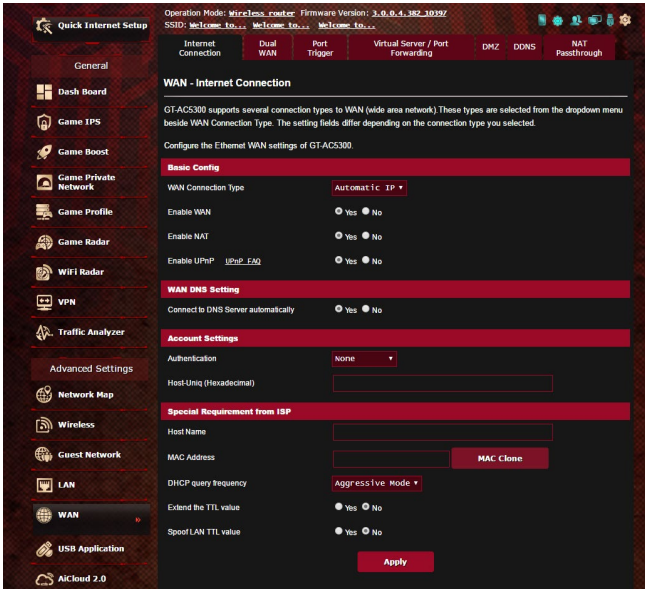 Quick Internet Setup
General
Dash Board
Game IPS
Game Boost
Game Private
Network
Game Profile
Game Radar
WiFi Radar
VPN
Traffic Analyzer
Advanced Settings
Network Map
Wireless
Guest Network
LAN
WAN »
USB Application
AiCloud 2.0
Operation Mode: Wireless router Firmware Version: 3.0.0.4.382_10397
SSID: Welcome to... Welcome to... Welcome to...
Internet
Connection
Dual
WAN
Port
Trigger
Virtual Server / Port
Forwarding
DMZ
DDNS
NAT
Passthrough
WAN - Internet Connection
GT-AC5300 supports several connection types to WAN (wide area network).These types are selected from the dropdown menu
beside WAN Connection Type. The setting fields differ depending on the connection type you selected.
Configure the Ethernet WAN settings of GT-AC5300.
Basic Config
WAN Connection Type Automatic IP
Enable WAN Yes No
Enable NAT Yes No
Enable UPnP UPnP FAQ Yes No
WAN DNS Setting
Connect to DNS Server automatically Yes No
Account Settings
Authentication None
Host-Uniq (Hexadecimal)
Special Requirement from ISP
Host Name
MAC Address MAC Clone
DHCP query frequency Aggressive Mode
Extend the TTL value Yes No
Spoof LAN TTL value Yes No
Apply